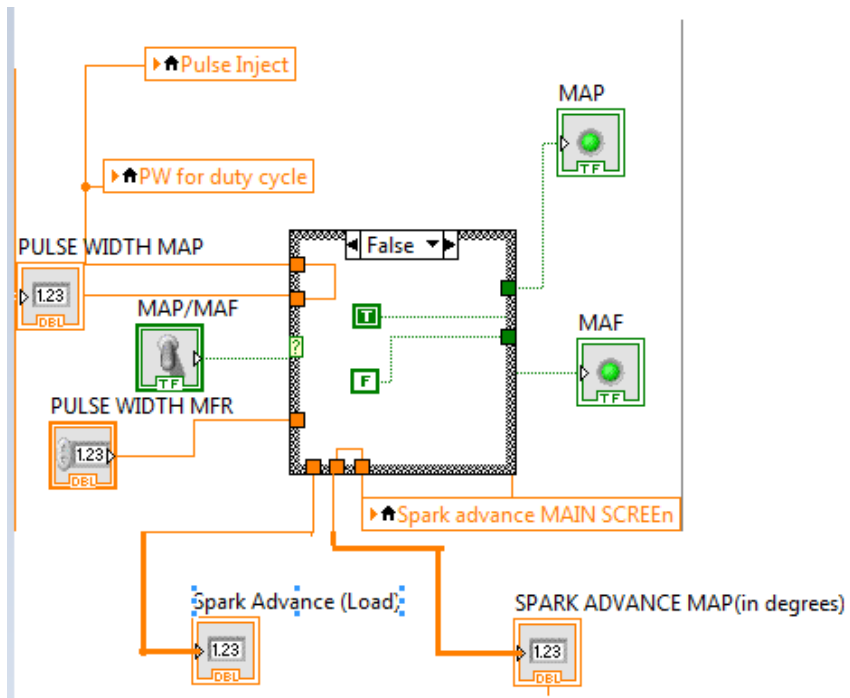 Pulse Inject
MAP
TF
PW for duty cycle
False
PULSE WIDTH MAP
1.23
DBL
MAP/MAF
TF
T
?
F
MAF
TF
PULSE WIDTH MFR
1.23
DBL
Spark advance MAIN SCREEn
Spark Advance (Load)
SPARK ADVANCE MAP(in degrees)
1.23
DBL
1.23
DBL